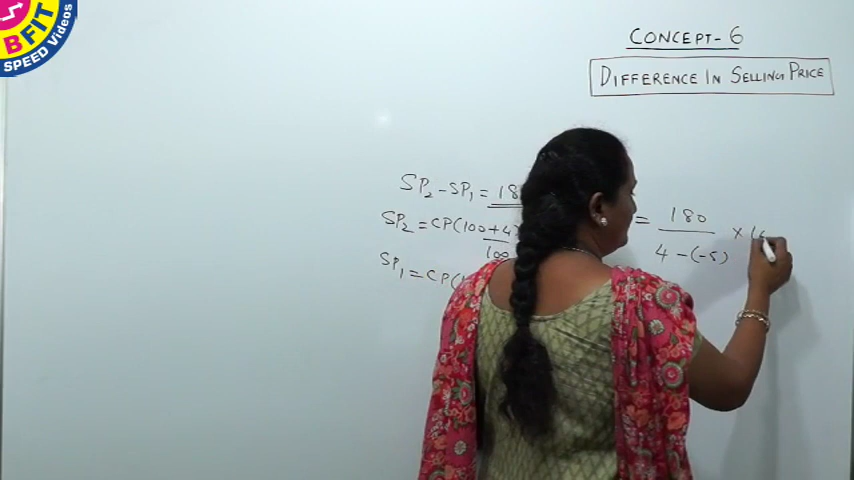 BFIT
SPEED Videos
CONCEPT-6
DIFFERENCE IN SELLING PRICE
SP₂-SP₁ = 18
SP₂ = CP(100+4)
100
SP₁ = CP(
= 180
4-(-5)
×